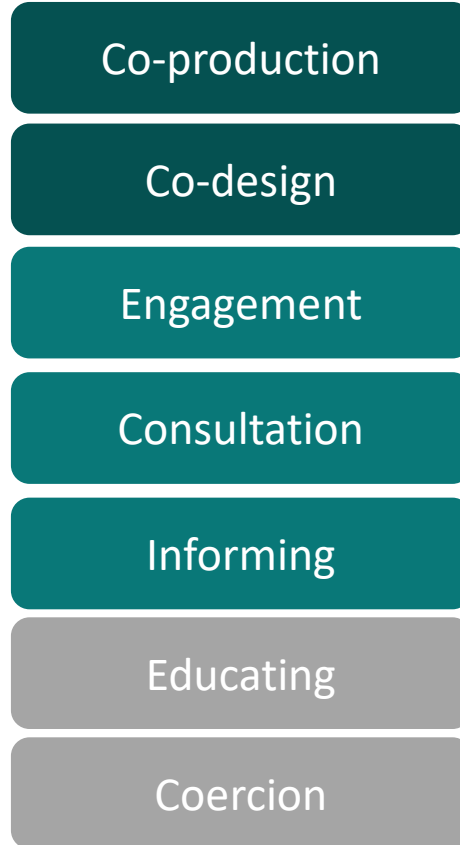 Co-production
Co-design
Engagement
Consultation
Informing
Educating
Coercion